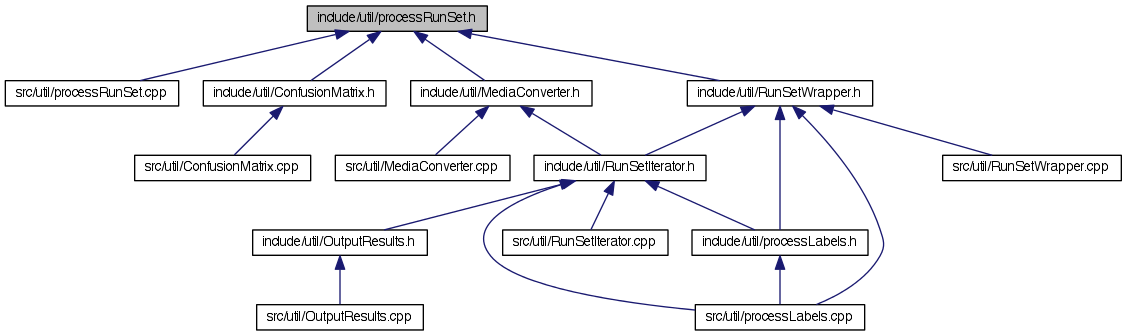 include/util/processRunSet.h
src/util/processRunSet.cpp
include/util/ConfusionMatrix.h
include/util/MediaConverter.h
include/util/RunSetWrapper.h
src/util/ConfusionMatrix.cpp
src/util/MediaConverter.cpp
include/util/RunSetIterator.h
src/util/RunSetWrapper.cpp
include/util/OutputResults.h
src/util/RunSetIterator.cpp
include/util/processLabels.h
src/util/OutputResults.cpp
src/util/processLabels.cpp